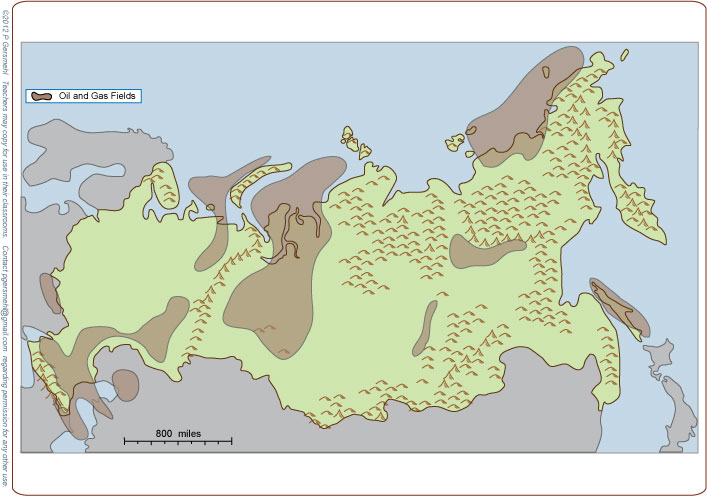 ©2012 P Gersmehl Teachers may copy for use in their classrooms. Contact pgersmehl@gmail.com regarding permission for any other use.
Oil and Gas Fields
800 miles